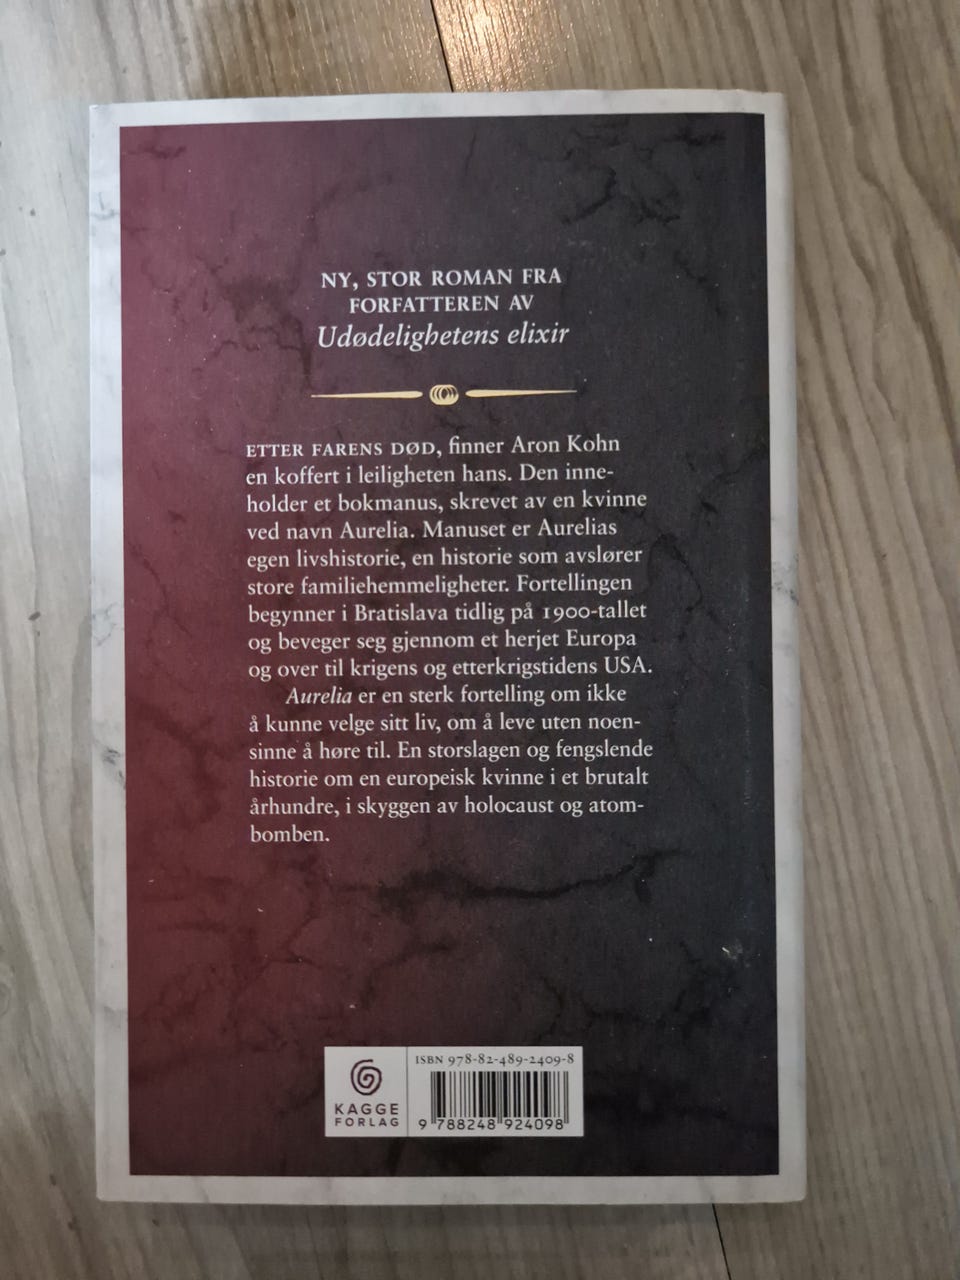 NY, STOR ROMAN FRA
FORFATTEREN AV
Udødelighetens elixir
ETTER FARENS DØD, finner Aron Kohn
en koffert i leiligheten hans. Den inne-
holder et bokmanus, skrevet av en kvinne
ved navn Aurelia. Manuset er Aurelias
egen livshistorie, en historie som avslører
store familiehemmeligheter. Fortellingen
begynner i Bratislava tidlig på 1900-tallet
og beveger seg gjennom et herjet Europa
og over til krigens og etterkrigstidens USA.
Aurelia er en sterk fortelling om ikke
å kunne velge sitt liv, om å leve uten noen-
sinne å høre til. En storslagen og fengslende
historie om en europeisk kvinne i et brutalt
århundre, i skyggen av holocaust og atom-
bomben.
KAGGE
FORLAG
ISBN 978-82-489-2409-8
9 788248 924098